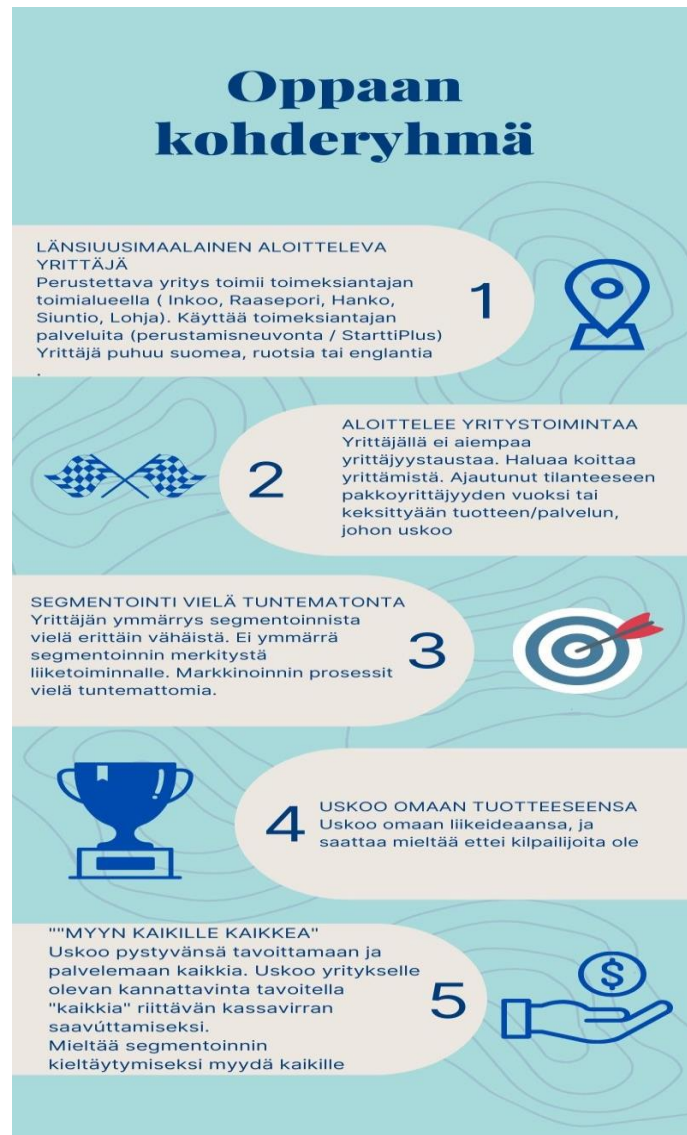 Oppaan
kohderyhmä
LÄNSIUUSIMAALAINEN ALOITTELEVA
YRITTÄJÄ
Perustettava yritys toimii toimeksiantajan
toimialueella ( Inkoo, Raasepori, Hanko,
Siuntio, Lohja). Käyttää toimeksiantajan
palveluita (perustamisneuvonta / StarttiPlus)
Yrittäjä puhuu suomea, ruotsia tai englantia
.
1
2
ALOITTELEE YRITYSTOIMINTAA
Yrittäjällä ei aiempaa
yrittäjyystaustaa. Haluaa koittaa
yrittämistä. Ajautunut tilanteeseen
pakkoyrittäjyyden vuoksi tai
keksittyään tuotteen/palvelun,
johon uskoo
SEGMENTOINTI VIELÄ TUNTEMATONTA
Yrittäjän ymmärrys segmentoinnista
vielä erittäin vähäistä. Ei ymmärrä
segmentoinnin merkitystä
liiketoiminnalle. Markkinoinnin prosessit
vielä tuntemattomia.
3
4
USKOO OMAAN TUOTTEESEENSA
Uskoo omaan liikeideaansa, ja
saattaa mieltää ettei kilpailijoita ole
""MYYN KAIKILLE KAIKKEA"
Uskoo pystyvänsä tavoittamaan ja
palvelemaan kaikkia. Uskoo yritykselle
olevan kannattavinta tavoitella
"kaikkia" riittävän kassavirran
saavúttamiseksi.
Mieltää segmentoinnin
kieltäytymiseksi myydä kaikille
5
$